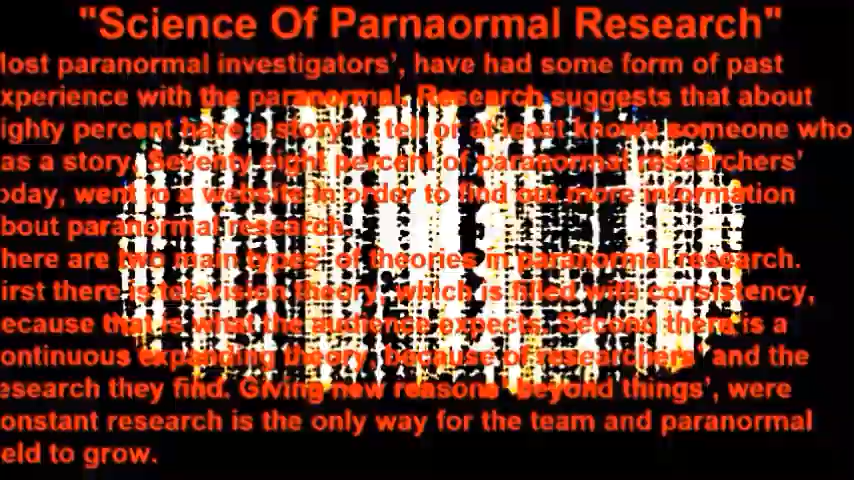 "Science Of Parnaormal Research"
lost paranormal investigators', have had some form of past
xperience with the paranormal. Research suggests that about
ighty percent have a story to tell or at least knows someone who
as a story. Seventy eight percent of paranormal researchers'
oday, went to a website in order to find out more information
bout paranormal research.
here are two main types' of theories in paranormal research.
irst there is television theory, which is filled with consistency,
ecause that is what the audience expects. Second there is a
ontinuous expanding theory, because of researchers' and the
esearch they find. Giving new reasons 'beyond things', were
onstant research is the only way for the team and paranormal
eld to grow.